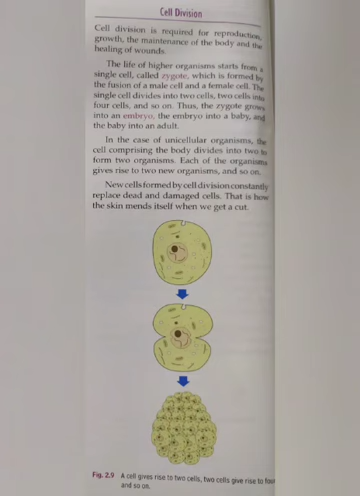 Cell Division
Cell division is required for reproduction,
growth, the maintenance of the body and the
healing of wounds.
The life of higher organisms starts from a
single cell, called zygote, which is formed by
the fusion of a male cell and a female cell. The
single cell divides into two cells, two cells into
four cells, and so on. Thus, the zygote grows
into an embryo, the embryo into a baby, and
the baby into an adult.
In the case of unicellular organisms, the
cell comprising the body divides into two to
form two organisms. Each of the organisms
gives rise to two new organisms, and so on.
New cells formed by cell division constantly
replace dead and damaged cells. That is how
the skin mends itself when we get a cut.
Fig. 2.9 A cell gives rise to two cells, two cells give rise to four
and so on.